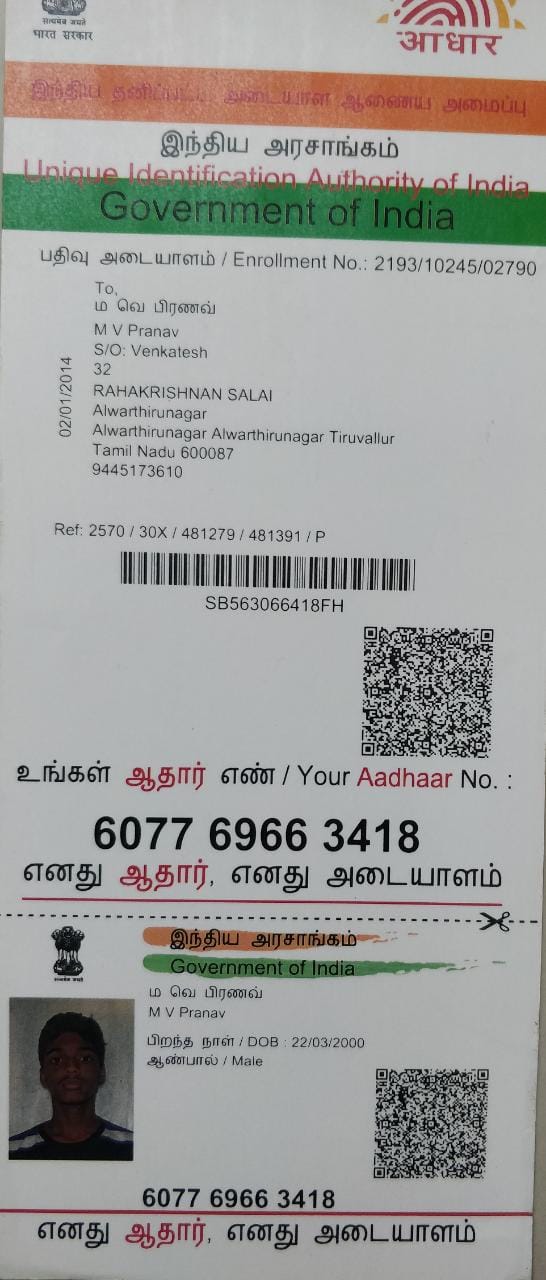 सत्यमेव जयते
भारत सरकार
आधार
இந்திய தனிப்பட்ட அடையாள ஆணைய அமைப்பு
இந்திய அரசாங்கம்
Unique Identification Authority of India
Government of India
பதிவு அடையாளம் / Enrollment No.: 2193/10245/02790
To,
ம வெ பிரணவ்
M V Pranav
S/O: Venkatesh
32
RAHAKRISHNAN SALAI
Alwarthirunagar
Alwarthirunagar Alwarthirunagar Tiruvallur
Tamil Nadu 600087
9445173610
02/01/2014
Ref: 2570 / 30X / 481279 / 481391 / P
SB563066418FH
உங்கள் ஆதார் எண் / Your Aadhaar No. :
6077 6966 3418
எனது ஆதார், எனது அடையாளம்
இந்திய அரசாங்கம்
Government of India
सत्यमेव जयते
ம வெ பிரணவ்
M V Pranav
பிறந்த நாள் / DOB : 22/03/2000
ஆண்பால் / Male
6077 6966 3418
எனது ஆதார், எனது அடையாளம்